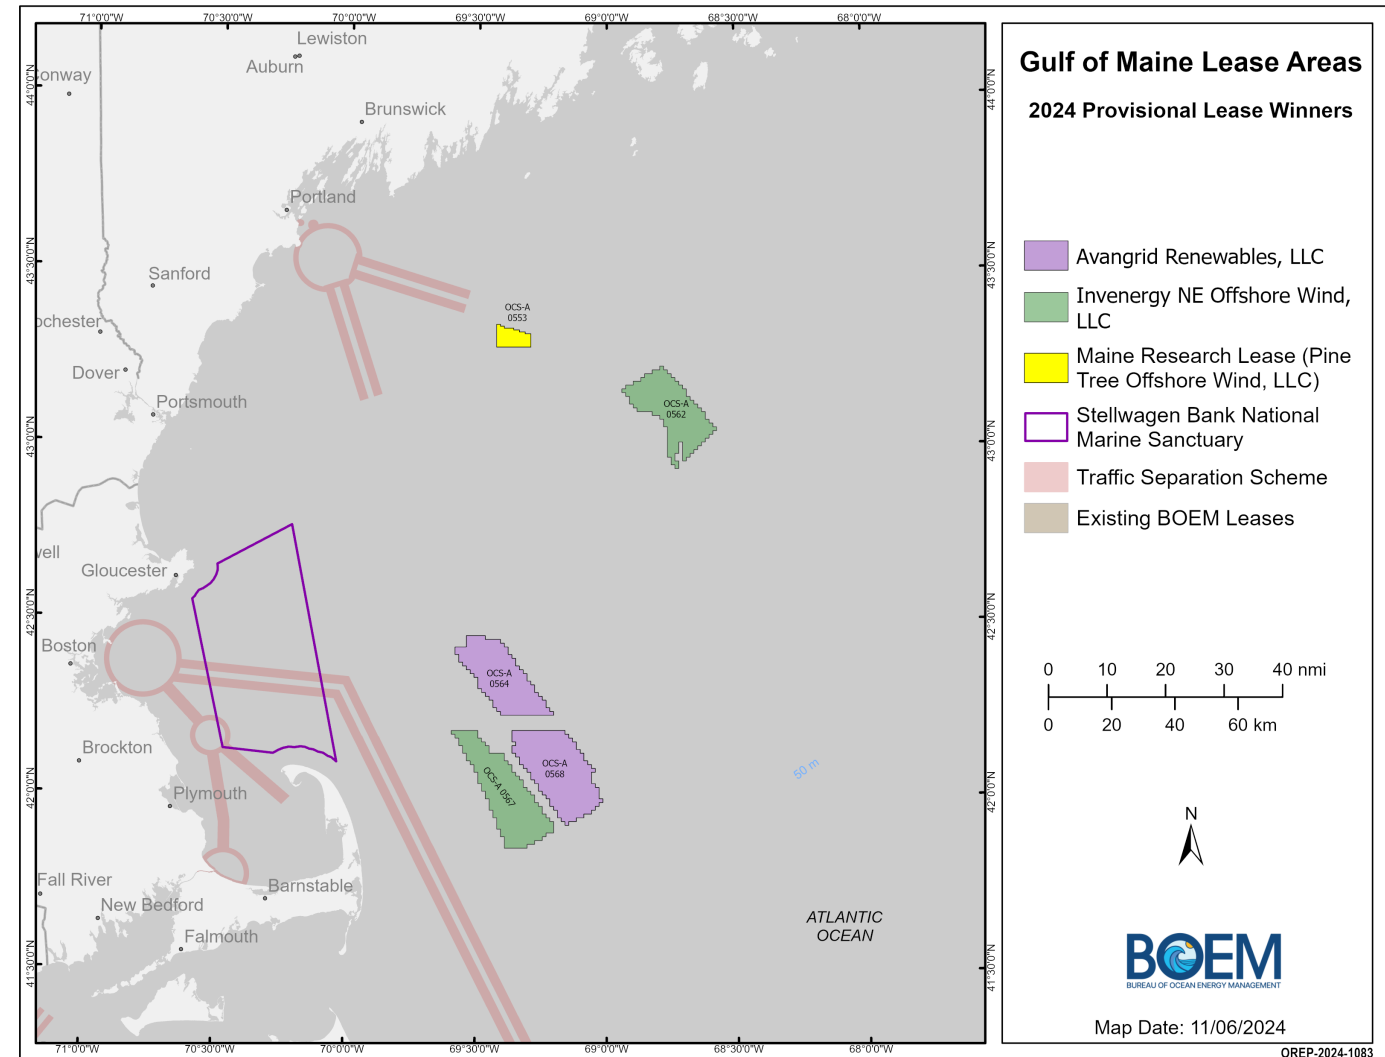 71°0'0"W
70°30'0"W
70°0'0"W
69°30'0"W
69°0'0"W
68°30'0"W
68°0'0"W
44°0'0"N
43°30'0"N
43°0'0"N
42°30'0"N
42°0'0"N
41°30'0"N
44°0'0"N
43°30'0"N
43°0'0"N
42°30'0"N
42°0'0"N
41°30'0"N
71°0'0"W
70°30'0"W
70°0'0"W
69°30'0"W
69°0'0"W
68°30'0"W
68°0'0"W
Lewiston
Auburn
onway
Brunswick
Portland
Sanford
ochester
Dover
Portsmouth
well
Gloucester
Boston
Brockton
Plymouth
Fall River
New Bedford
Barnstable
Falmouth
OCS-A
0553
OCS-A
0562
OCS-A
0564
OCS-A
0568
OCS-A 0567
50 m
ATLANTIC
OCEAN
Gulf of Maine Lease Areas
2024 Provisional Lease Winners
Avangrid Renewables, LLC
Invenergy NE Offshore Wind,
LLC
Maine Research Lease (Pine
Tree Offshore Wind, LLC)
Stellwagen Bank National
Marine Sanctuary
Traffic Separation Scheme
Existing BOEM Leases
0 10 20 30 40 nmi
0 20 40 60 km
N
BOEM
BUREAU OF OCEAN ENERGY MANAGEMENT
Map Date: 11/06/2024
OREP-2024-1083